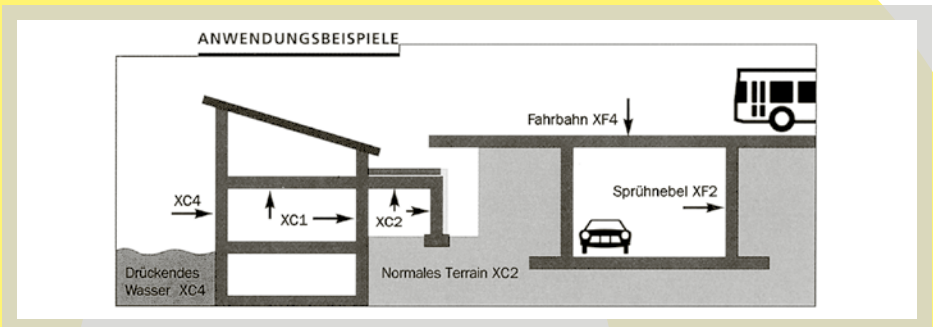 ANWENDUNGSBEISPIELE
Fahrbahn XF4
Sprühnebel XF2
XC4
XC1
XC2
Drückendes
Wasser XC4
Normales Terrain XC2